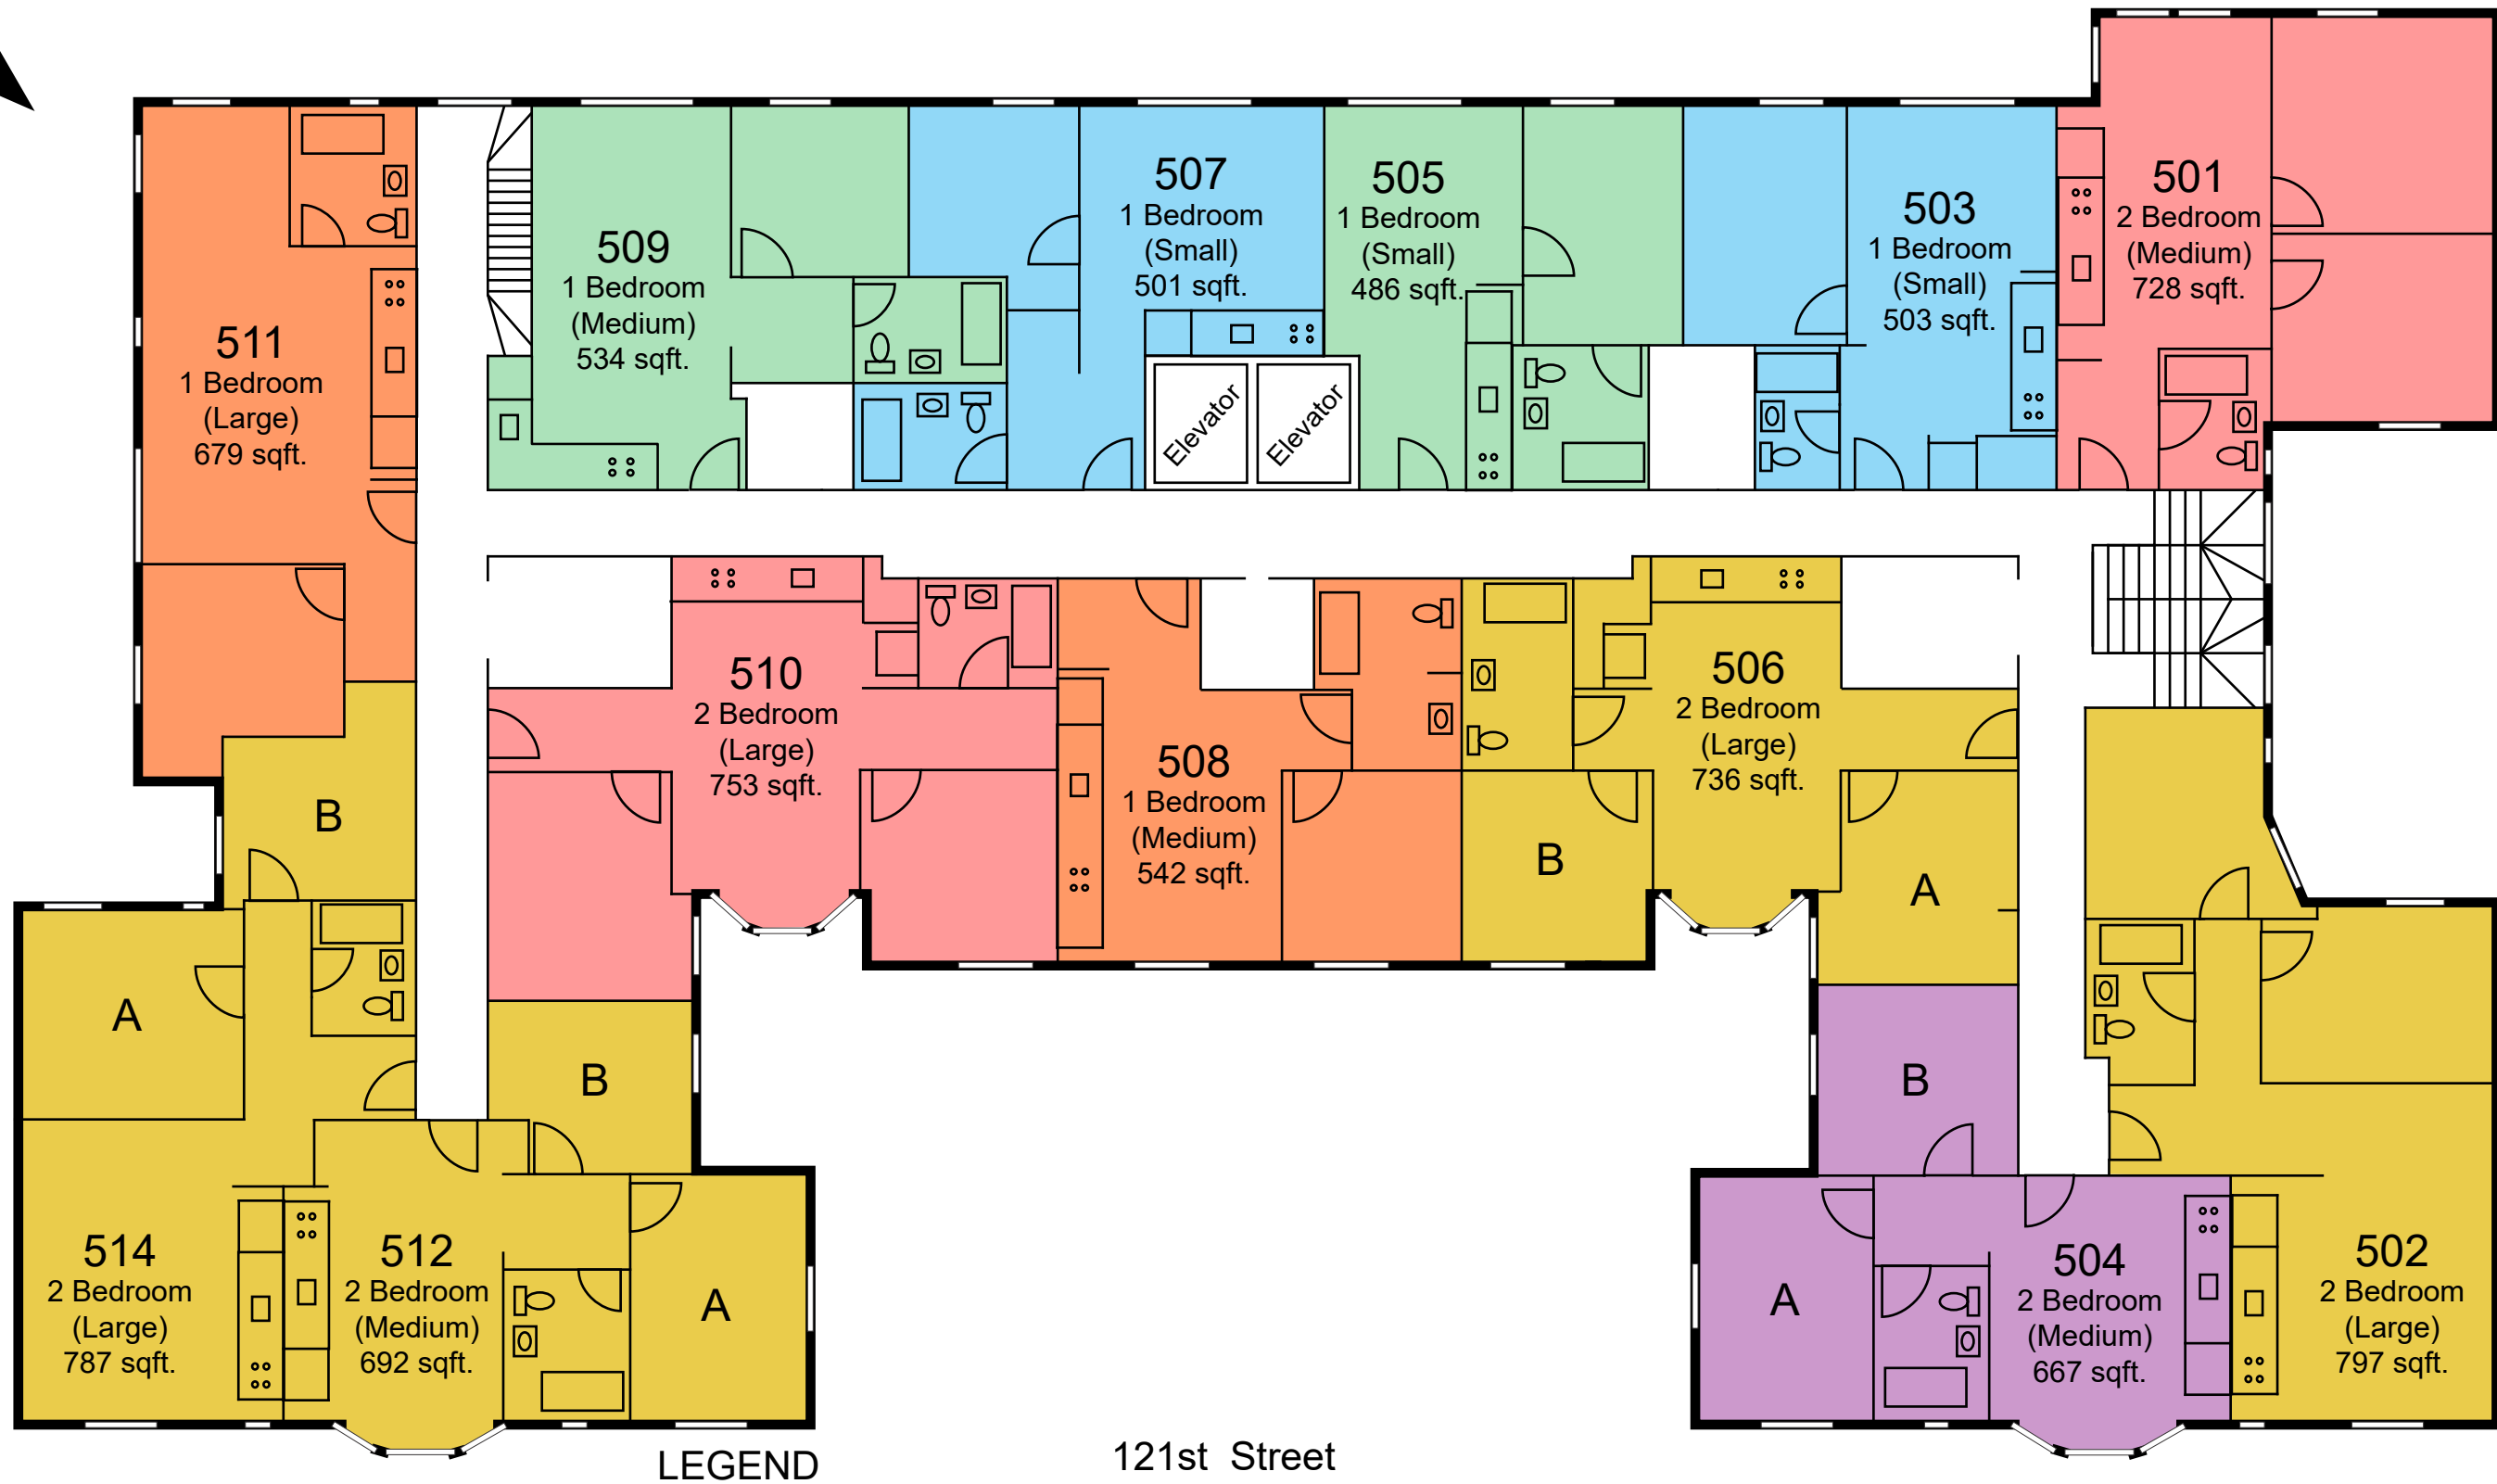 501
2 Bedroom
(Medium)
728 sqft.
507
1 Bedroom
(Small)
501 sqft.
505
1 Bedroom
(Small)
486 sqft.
503
1 Bedroom
(Small)
503 sqft.
509
1 Bedroom
(Medium)
534 sqft.
511
1 Bedroom
(Large)
679 sqft.
Elevator
Elevator
510
2 Bedroom
(Large)
753 sqft.
508
1 Bedroom
(Medium)
542 sqft.
506
2 Bedroom
(Large)
736 sqft.
B
B
A
A
B
B
514
2 Bedroom
(Large)
787 sqft.
512
2 Bedroom
(Medium)
692 sqft.
A
A
504
2 Bedroom
(Medium)
667 sqft.
502
2 Bedroom
(Large)
797 sqft.
LEGEND
121st Street